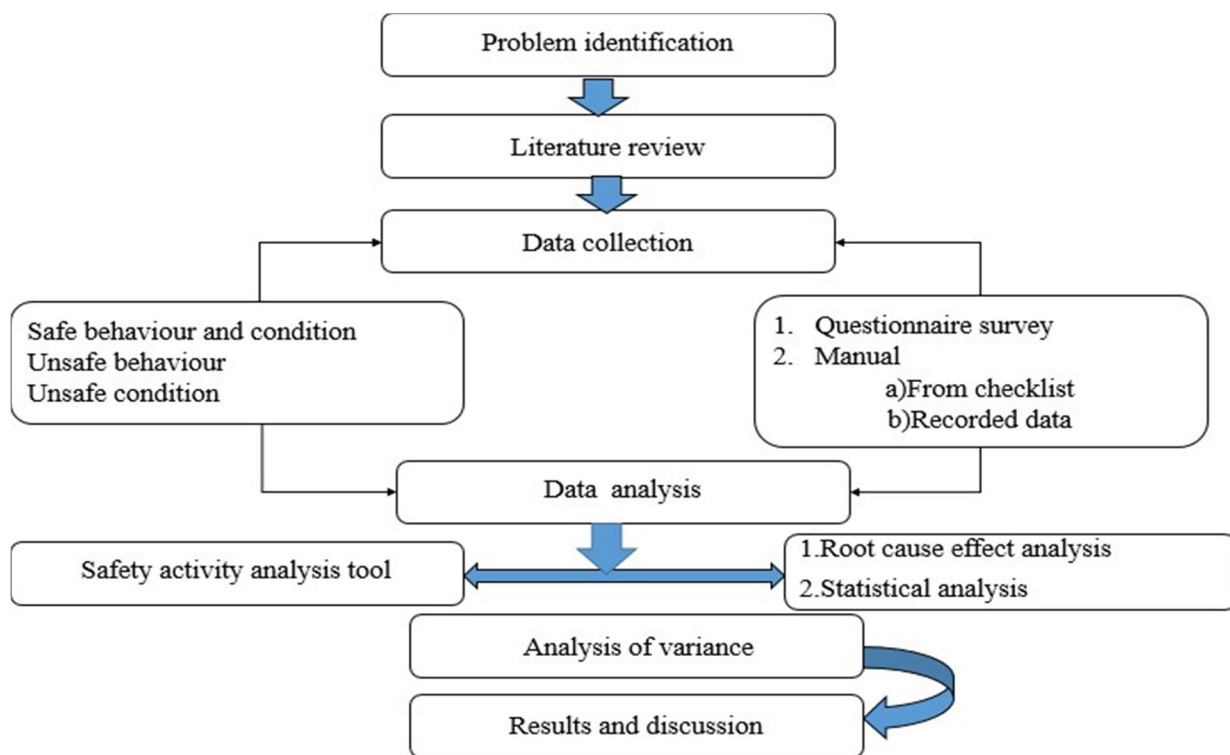 Problem identification
Literature review
Data collection
Safe behaviour and condition
Unsafe behaviour
Unsafe condition
1. Questionnaire survey
2. Manual
a)From checklist
b)Recorded data
Data analysis
Safety activity analysis tool
1.Root cause effect analysis
2.Statistical analysis
Analysis of variance
Results and discussion